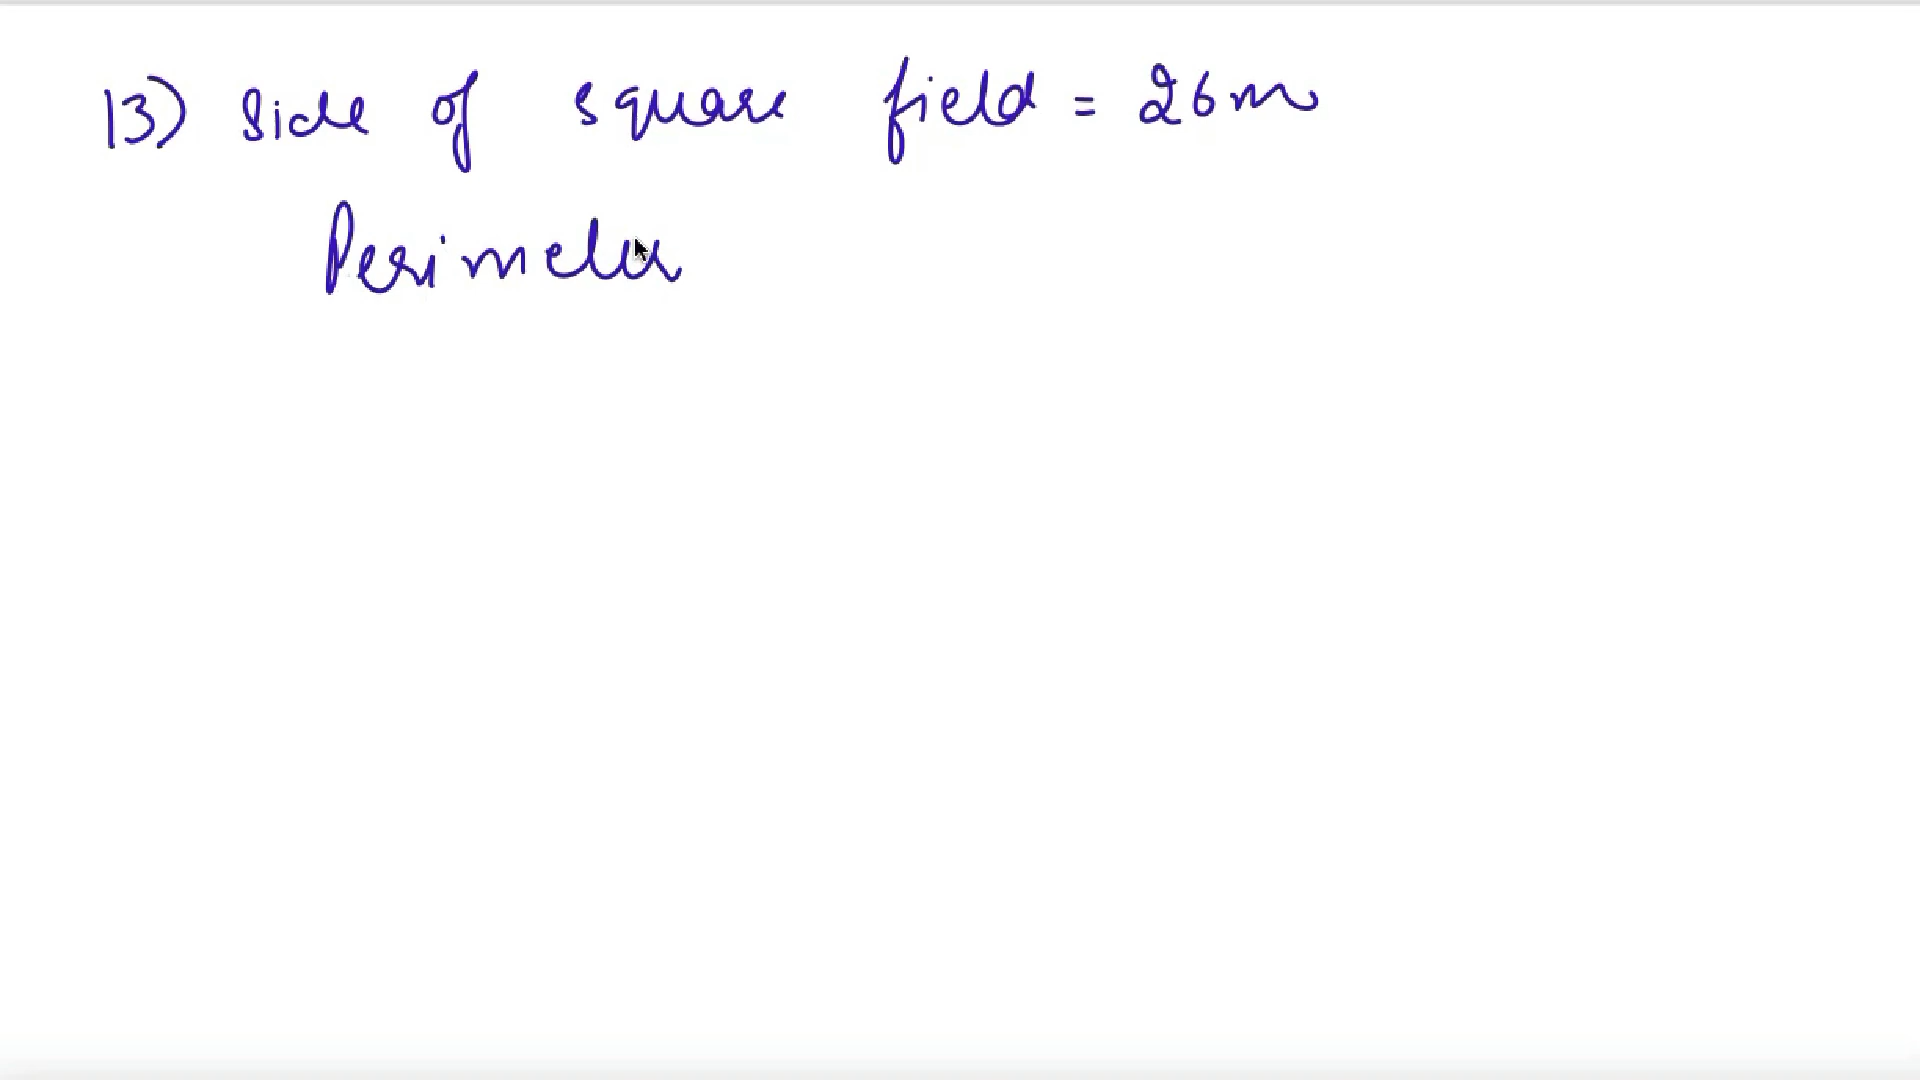 13) Side of square field = 26m
Perimeter